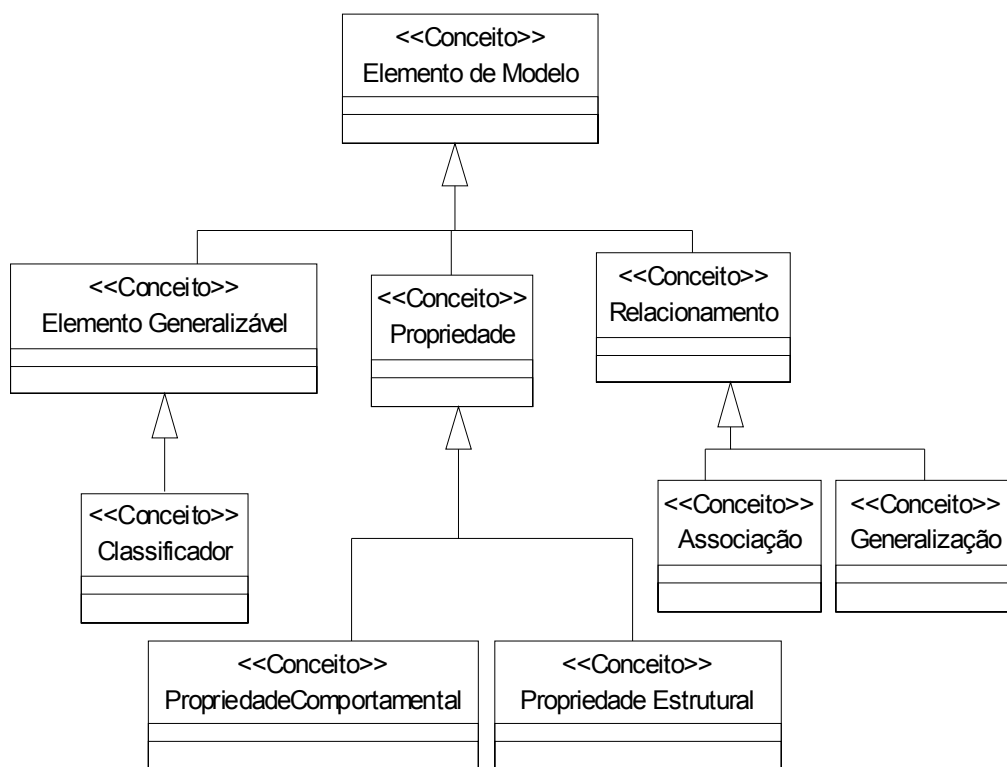 <<Conceito>>
Elemento de Modelo
<<Conceito>>
Elemento Generalizável
<<Conceito>>
Propriedade
<<Conceito>>
Relacionamento
<<Conceito>>
Classificador
<<Conceito>>
Associação
<<Conceito>>
Generalização
<<Conceito>>
PropriedadeComportamental
<<Conceito>>
Propriedade Estrutural